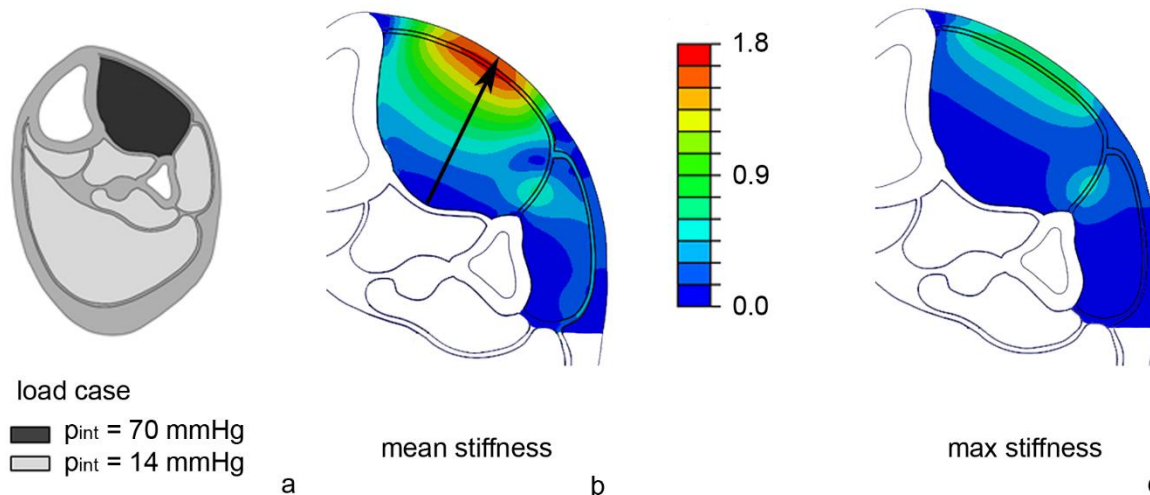 1.8
0.9
0.0
load case
pint = 70 mmHg
pint = 14 mmHg
mean stiffness
max stiffness
a
b